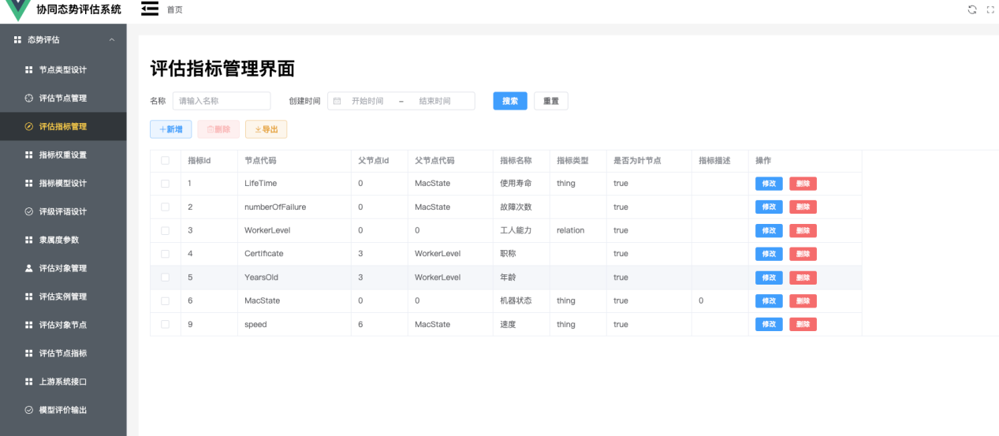 协同态势评估系统
首页
态势评估
节点类型设计
评估节点管理
评估指标管理
指标权重设置
指标模型设计
评级评语设计
隶属度参数
评估对象管理
评估实例管理
评估对象节点
评估节点指标
上游系统接口
模型评价输出
评估指标管理界面
名称 请输入名称 创建时间 开始时间 – 结束时间 搜索 重置
+新增 删除 导出
指标Id 节点代码 父节点id 父节点代码 指标名称 指标类型 是否为叶节点 指标描述 操作
1 LifeTime 0 MacState 使用寿命 thing true 修改 删除
2 numberOfFailure 0 MacState 故障次数 true 修改 删除
3 WorkerLevel 0 0 工人能力 relation true 修改 删除
4 Certificate 3 WorkerLevel 职称 true 修改 删除
5 YearsOld 3 WorkerLevel 年龄 true 修改 删除
6 MacState 0 0 机器状态 thing true 0 修改 删除
9 speed 6 MacState 速度 thing true 修改 删除